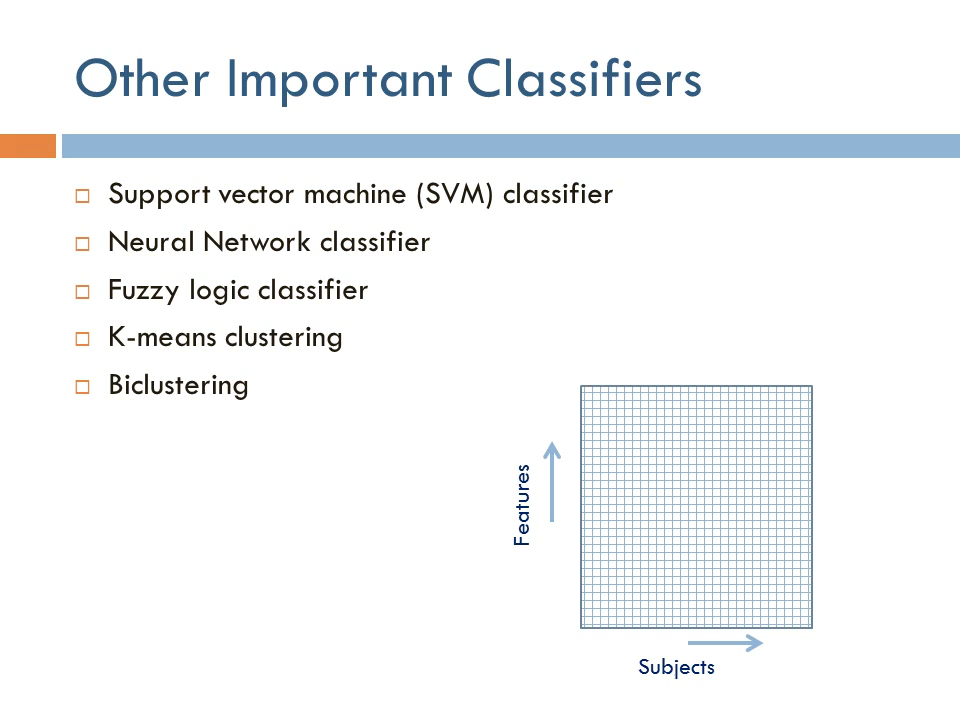 Other Important Classifiers
Support vector machine (SVM) classifier
Neural Network classifier
Fuzzy logic classifier
K-means clustering
Biclustering
Features
Subjects